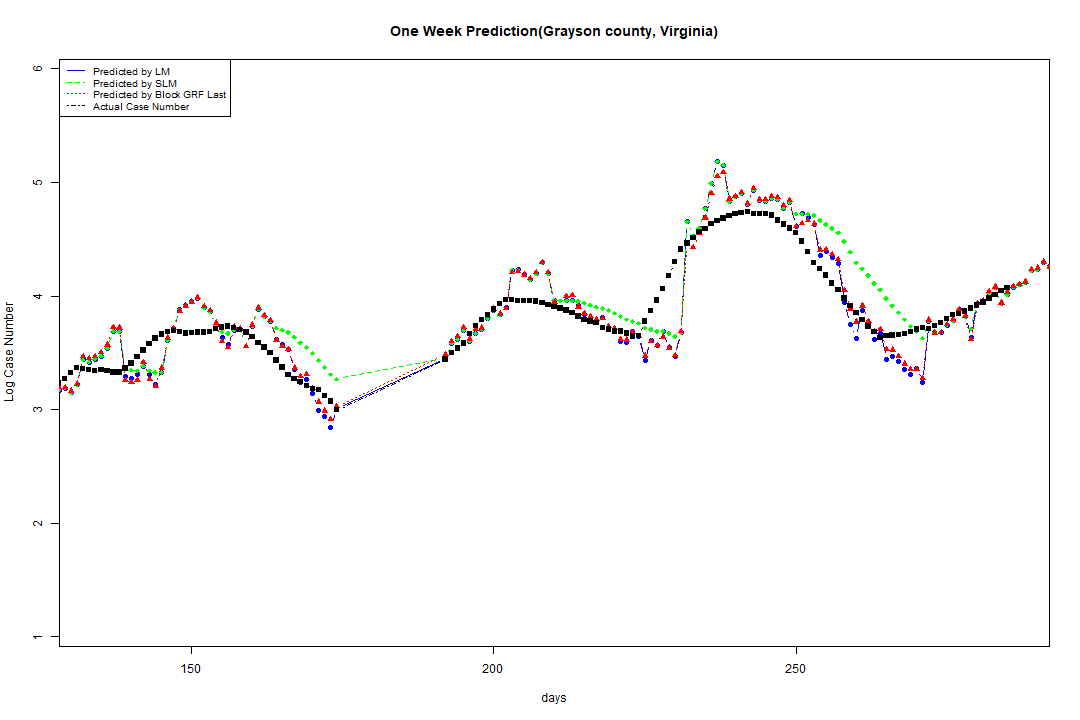 One Week Prediction(Grayson county, Virginia)
Predicted by LM
Predicted by SLM
Predicted by Block GRF Last
Actual Case Number
6
5
4
3
2
1
Log Case Number
150
200
250
days